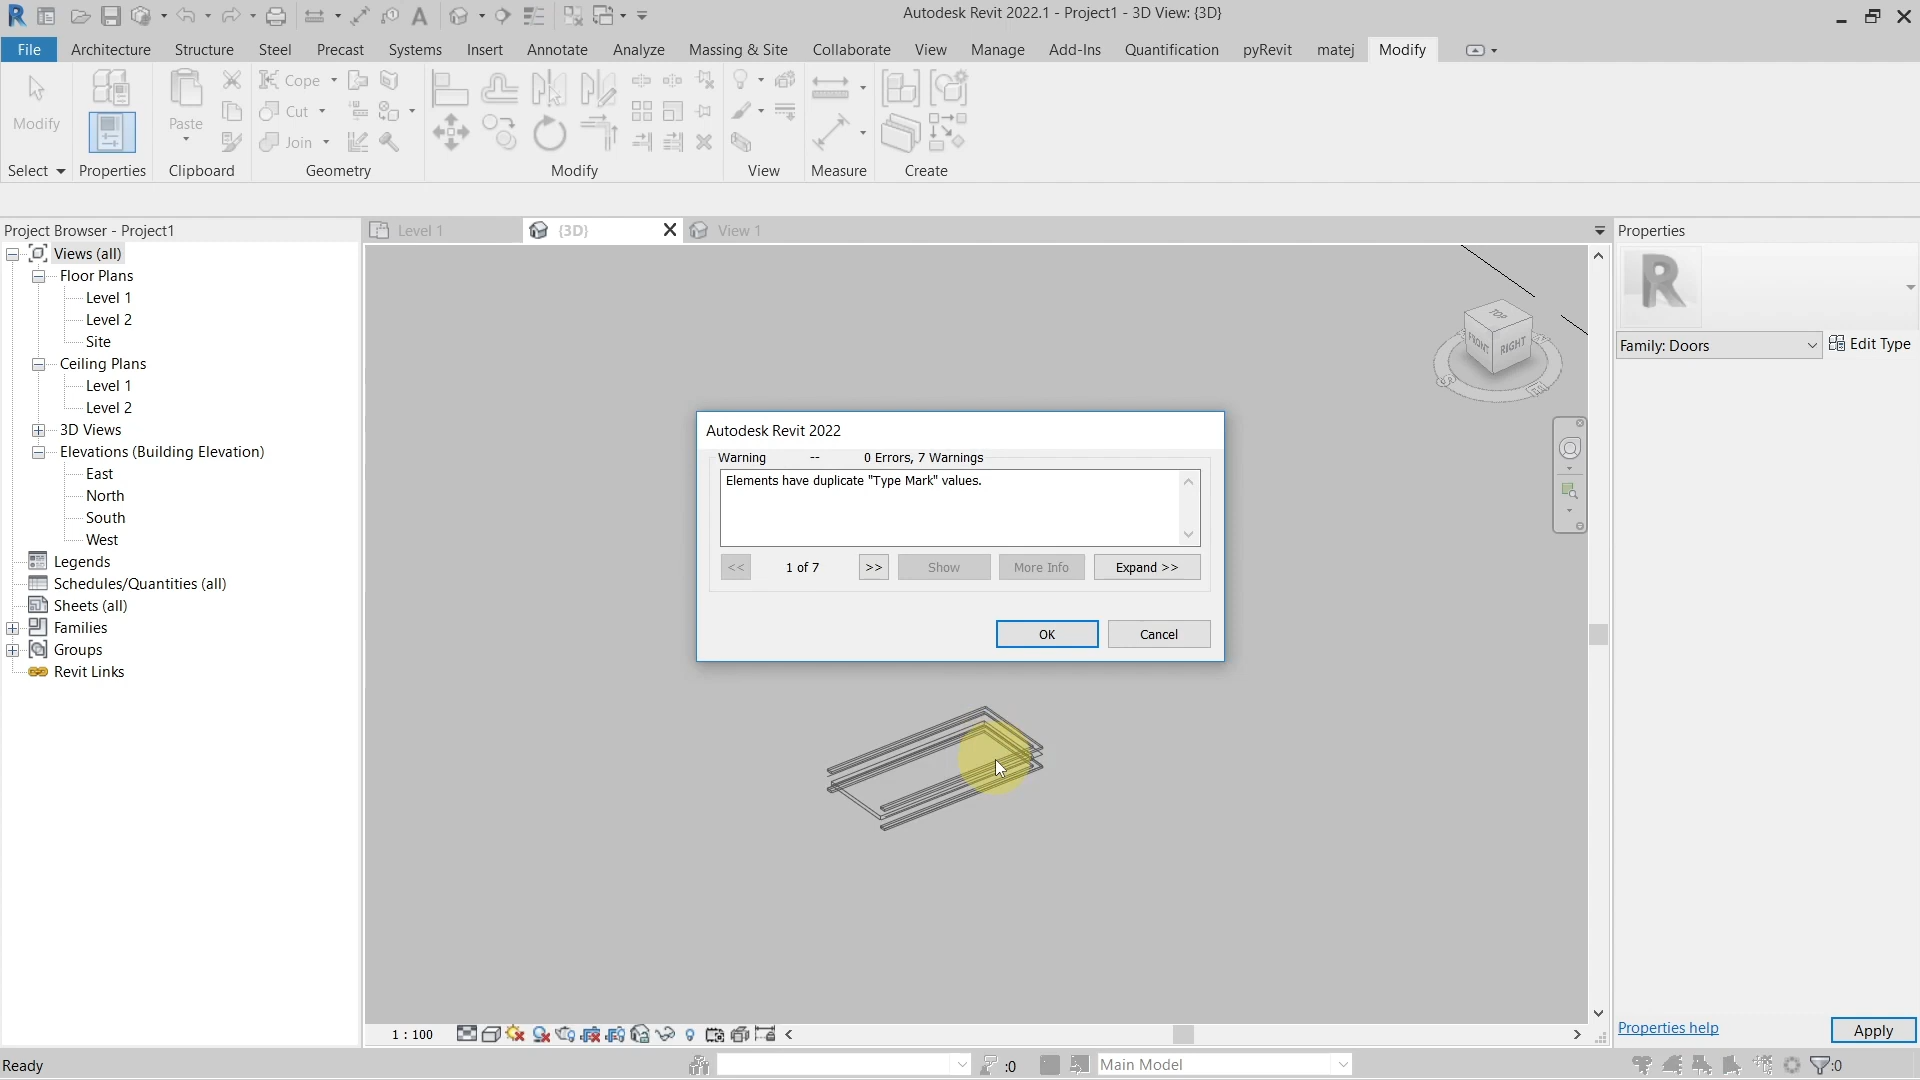 Autodesk Revit 2022.1 - Project1 - 3D View: {3D}
File Architecture Structure Steel Precast Systems Insert Annotate Analyze Massing & Site Collaborate View Manage Add-Ins Quantification pyRevit matej Modify
Modify
Paste
Cope
Cut
Join
Select Properties Clipboard Geometry Modify View Measure Create
Project Browser - Project1
Views (all)
Floor Plans
Level 1
Level 2
Site
Ceiling Plans
Level 1
Level 2
3D Views
Elevations (Building Elevation)
East
North
South
West
Legends
Schedules/Quantities (all)
Sheets (all)
Families
Groups
Revit Links
Level 1 {3D} View 1
TOP
FRONT RIGHT
S E
Autodesk Revit 2022
Warning -- 0 Errors, 7 Warnings
Elements have duplicate "Type Mark" values.
<< 1 of 7 >> Show More Info Expand >>
OK Cancel
Properties
R
Family: Doors Edit Type
Properties help Apply
1 : 100
Ready
:0 Main Model :0